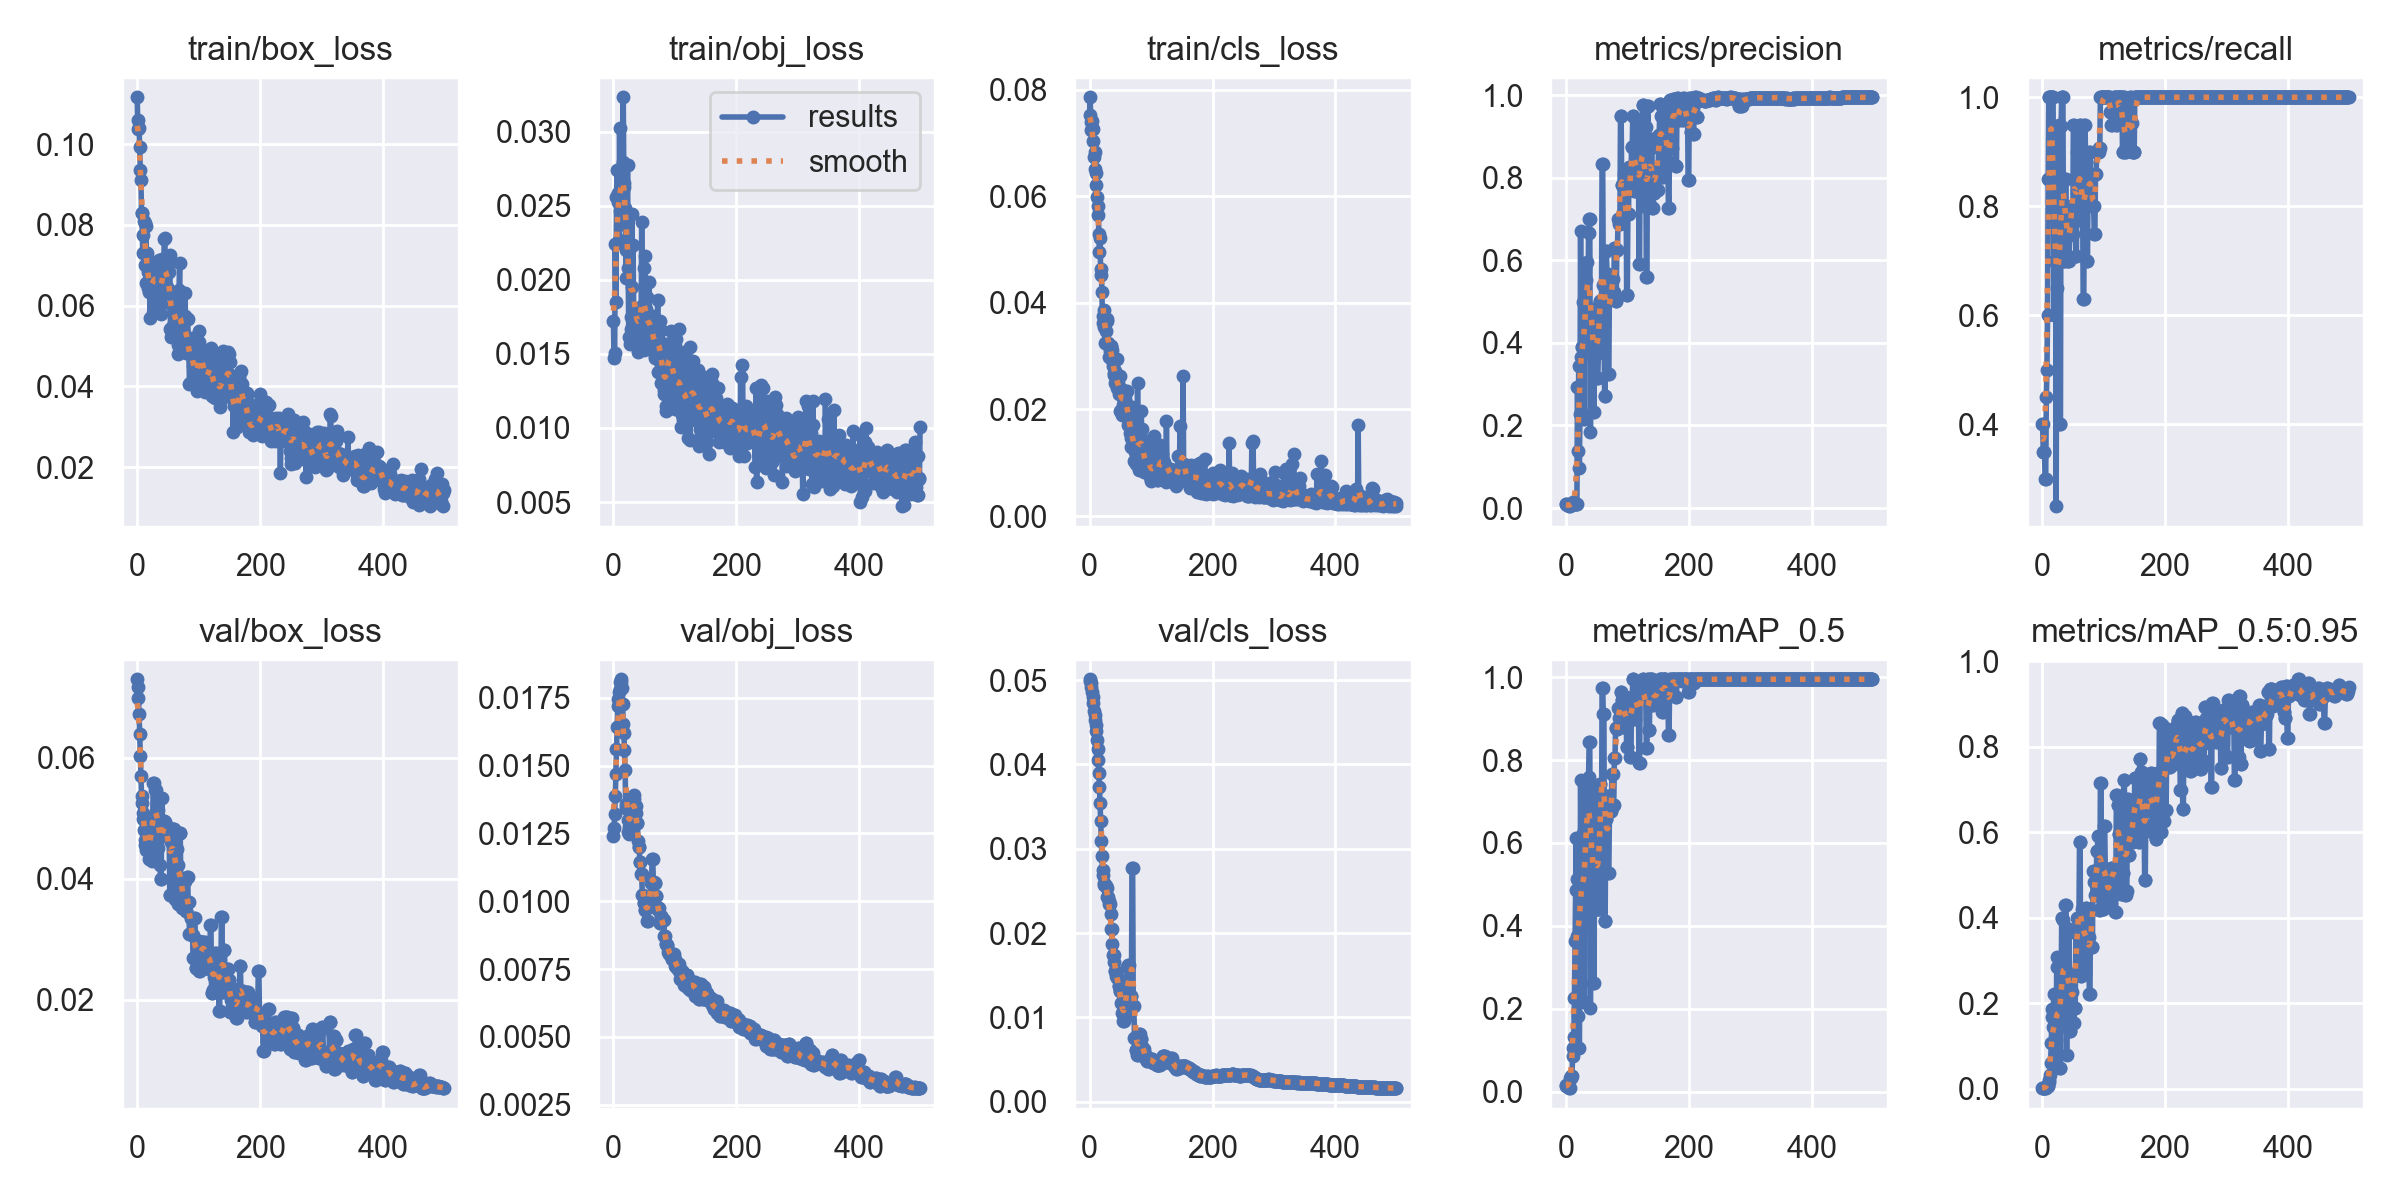 train/box_loss
0.10
0.08
0.06
0.04
0.02
0 200 400
train/obj_loss
results
smooth
0.030
0.025
0.020
0.015
0.010
0.005
0 200 400
train/cls_loss
0.08
0.06
0.04
0.02
0.00
0 200 400
metrics/precision
1.0
0.8
0.6
0.4
0.2
0.0
0 200 400
metrics/recall
1.0
0.8
0.6
0.4
0 200 400
val/box_loss
0.06
0.04
0.02
0 200 400
val/obj_loss
0.0175
0.0150
0.0125
0.0100
0.0075
0.0050
0.0025
0 200 400
val/cls_loss
0.05
0.04
0.03
0.02
0.01
0.00
0 200 400
metrics/mAP_0.5
1.0
0.8
0.6
0.4
0.2
0.0
0 200 400
metrics/mAP_0.5:0.95
1.0
0.8
0.6
0.4
0.2
0.0
0 200 400